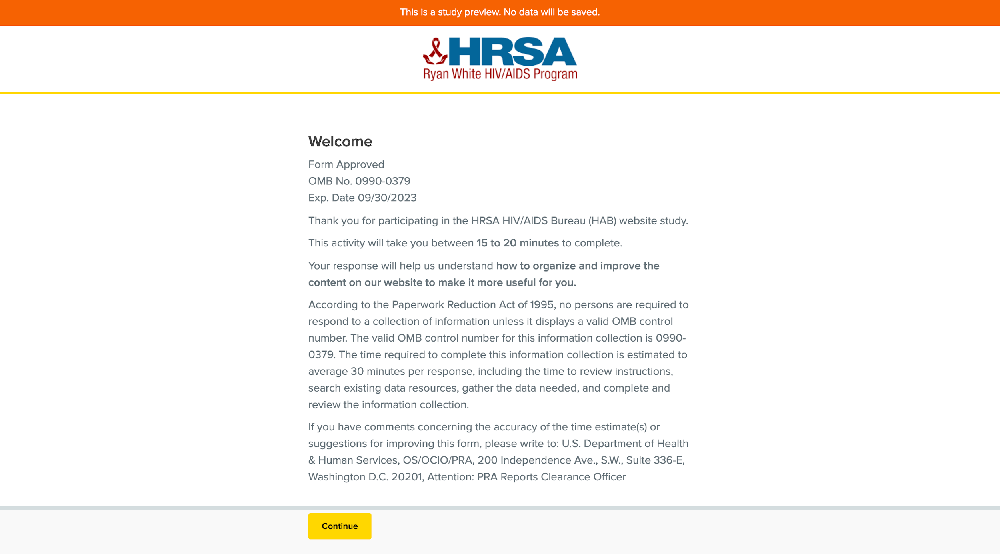 This is a study preview. No data will be saved.
HRSA
Ryan White HIV/AIDS Program
Welcome
Form Approved
OMB No. 0990-0379
Exp. Date 09/30/2023
Thank you for participating in the HRSA HIV/AIDS Bureau (HAB) website study.
This activity will take you between 15 to 20 minutes to complete.
Your response will help us understand how to organize and improve the
content on our website to make it more useful for you.
According to the Paperwork Reduction Act of 1995, no persons are required to
respond to a collection of information unless it displays a valid OMB control
number. The valid OMB control number for this information collection is 0990-
0379. The time required to complete this information collection is estimated to
average 30 minutes per response, including the time to review instructions,
search existing data resources, gather the data needed, and complete and
review the information collection.
If you have comments concerning the accuracy of the time estimate(s) or
suggestions for improving this form, please write to: U.S. Department of Health
& Human Services, OS/OCIO/PRA, 200 Independence Ave., S.W., Suite 336-E,
Washington D.C. 20201, Attention: PRA Reports Clearance Officer
Continue